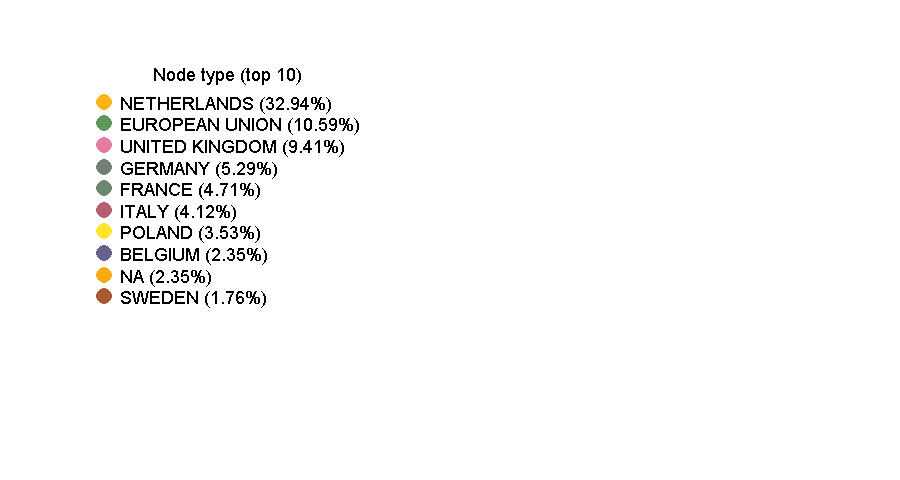 Node type (top 10)
NETHERLANDS (32.94%)
EUROPEAN UNION (10.59%)
UNITED KINGDOM (9.41%)
GERMANY (5.29%)
FRANCE (4.71%)
ITALY (4.12%)
POLAND (3.53%)
BELGIUM (2.35%)
NA (2.35%)
SWEDEN (1.76%)